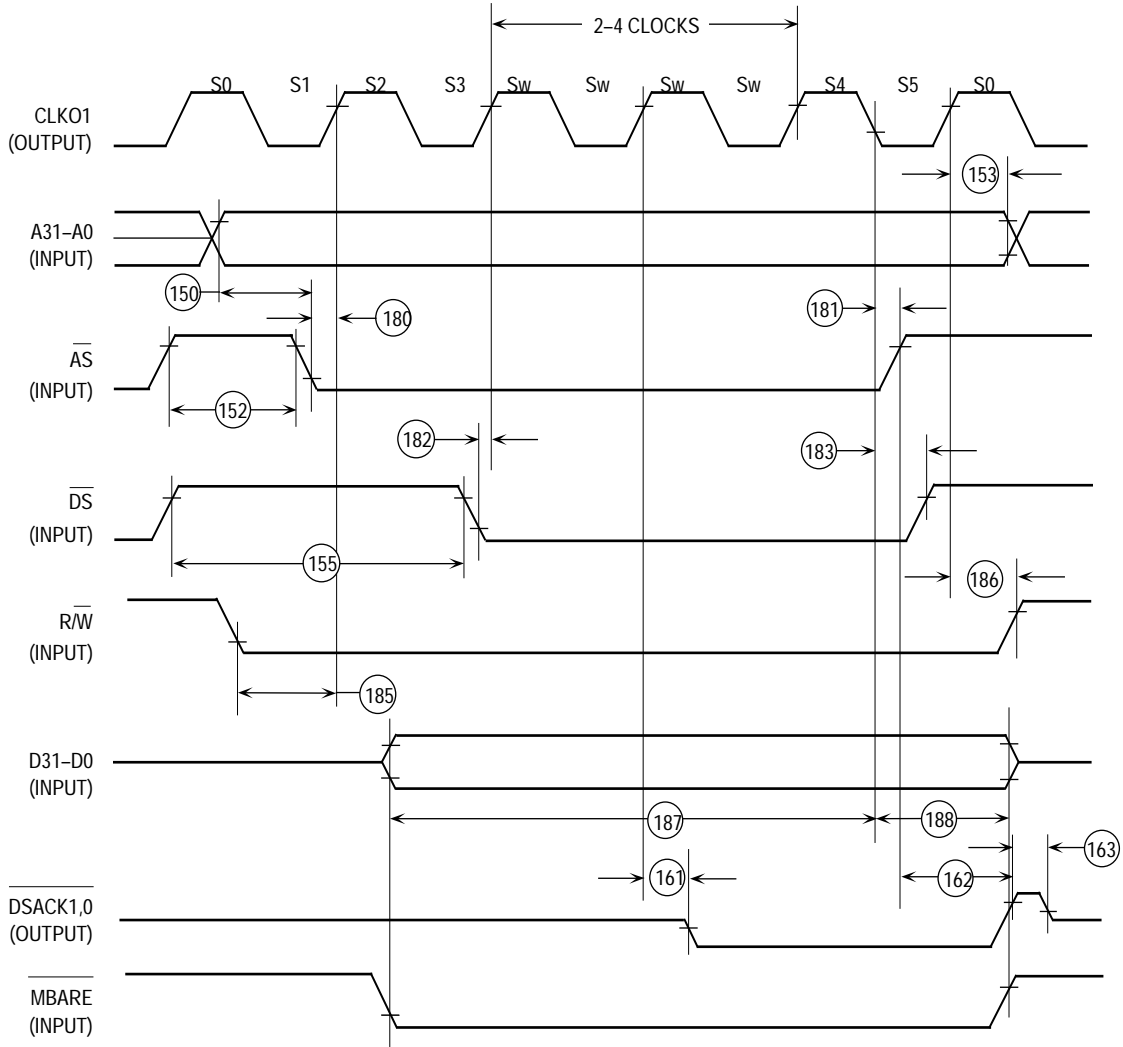 2–4 CLOCKS
S0 S1 S2 S3 Sw Sw Sw Sw S4 S5 S0
CLKO1
(OUTPUT)
153
A31–A0
(INPUT)
150
180
181
AS
(INPUT)
152
182
183
DS
(INPUT)
155
186
R/W
(INPUT)
185
D31–D0
(INPUT)
187
188
163
161
162
DSACK1,0
(OUTPUT)
MBARE
(INPUT)